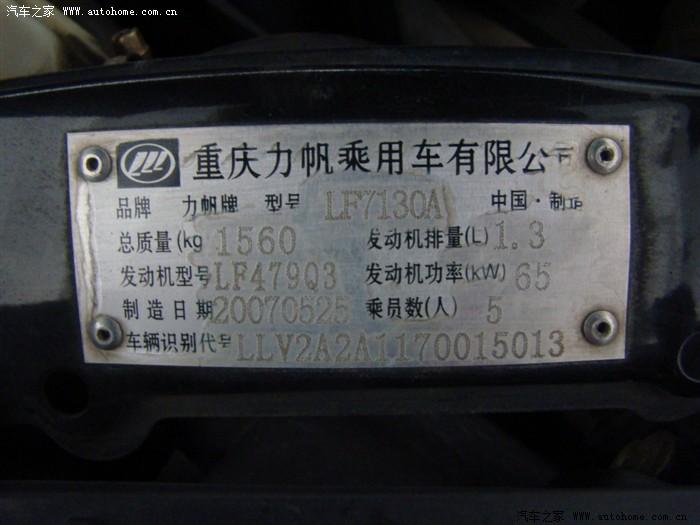 汽车之家 www.autohome.com.cn
重庆力帆乘用车有限公司
品牌 力帆牌 型号 LF7130A 中国·制造
总质量(kg 1560 发动机排量(L) 1.3
发动机型号 LF479Q3 发动机功率(kW) 65
制造日期 20070525 乘员数(人) 5
车辆识别代号 LLV2A2A1170015013
汽车之家 www.autohome.com.cn